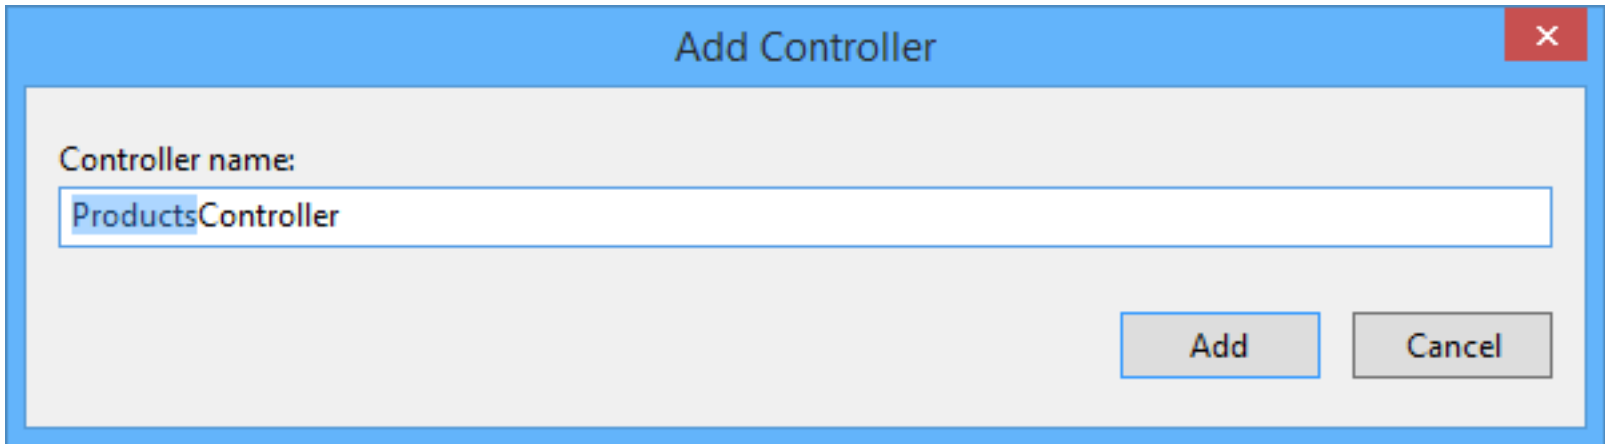 Add Controller
Controller name:
ProductsController
Add Cancel